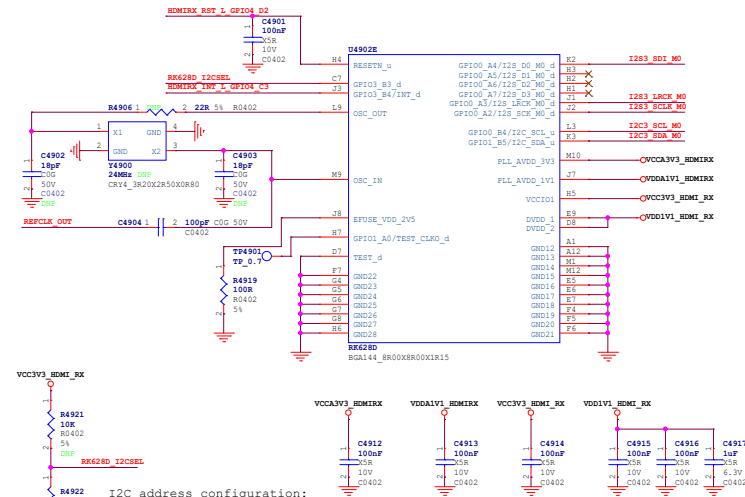 HDMIRX_RST_L_GPIO4_D2
C4901
100nF
X5R
10V
C0402
U4902E
H4 RESETN_u
RK628D_I2CSEL C7 GPIO3_B3_d
HDMIRX_INT_L_GPIO4_C3 J3 GPIO3_B4/INT_d
R4906 1 DNP 2 22R 5% R0402 L9 OSC_OUT
1 X1 GND 4
2 GND X2 3
Y4900
24MHz DNP
CRY4_3R20X2R50X0R80
C4902
18pF
C0G
50V
C0402
DNP
C4903
18pF
C0G
50V
C0402
DNP
M9 OSC_IN
REFCLK_OUT C4904 1 2 100pF C0G 50V
C0402
J8 EFUSE_VDD_2V5
H7 GPIO1_A0/TEST_CLKO_d
TP4901
TP_0.7
D7 TEST_d
R4919
100R
R0402
5%
1
2
F7 GND22
G4 GND23
G5 GND24
G6 GND25
G7 GND26
G8 GND27
H6 GND28
GPIO0_A4/I2S_D0_M0_d K2 I2S3_SDI_M0
GPIO0_A5/I2S_D1_M0_d H3
GPIO0_A6/I2S_D2_M0_d H2
GPIO0_A7/I2S_D3_M0_d H1
GPIO0_A3/I2S_LRCK_M0_d J1 I2S3_LRCK_M0
GPIO0_A2/I2S_SCK_M0_d J2 I2S3_SCLK_M0
GPIO0_B4/I2C_SCL_u L3 I2C3_SCL_M0
GPIO1_B5/I2C_SDA_u K3 I2C3_SDA_M0
PLL_AVDD_3V3 M10 VCCA3V3_HDMIRX
PLL_AVDD_1V1 J7 VDDA1V1_HDMIRX
VCCIO1 H5 VCC3V3_HDMI_RX
DVDD_1 E9 VDD1V1_HDMI_RX
DVDD_2 D8
GND12 A1
GND13 A12
GND14 M1
GND15 M12
GND16 E5
GND17 E6
GND18 E7
GND19 F4
GND20 F5
GND21 F6
RK628D
BGA144_8R00X8R00X1R15
VCC3V3_HDMI_RX
R4921
10K
R0402
5%
DNP
1
2
RK628D_I2CSEL
R4922
I2C address configuration:
VCCA3V3_HDMIRX
C4912
100nF
X5R
10V
C0402
VDDA1V1_HDMIRX
C4913
100nF
X5R
10V
C0402
VCC3V3_HDMI_RX
C4914
100nF
X5R
10V
C0402
VDD1V1_HDMI_RX
C4915
100nF
X5R
10V
C0402
C4916
100nF
X5R
10V
C0402
C4917
1uF
X5R
6.3V
C0402